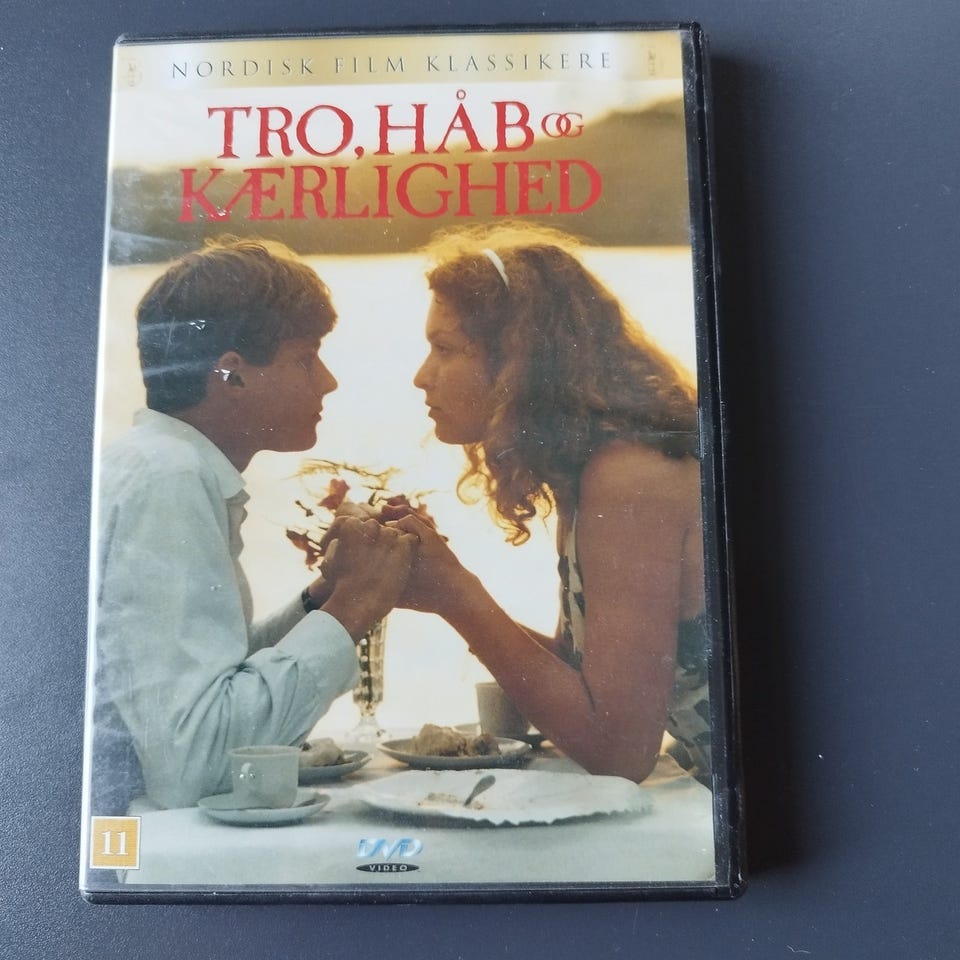 NORDISK FILM KLASSIKERE
TRO, HÅB OG
KÆRLIGHED
11
DVD
VIDEO